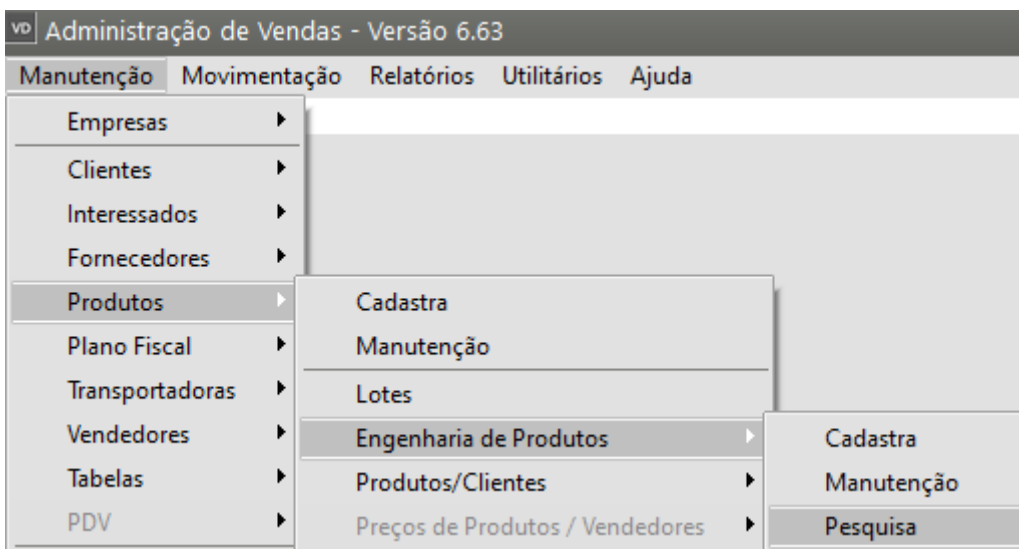 VD Administração de Vendas - Versão 6.63
Manutenção Movimentação Relatórios Utilitários Ajuda
Empresas
Clientes
Interessados
Fornecedores
Produtos
Plano Fiscal
Transportadoras
Vendedores
Tabelas
PDV
Cadastra
Manutenção
Lotes
Engenharia de Produtos
Produtos/Clientes
Preços de Produtos / Vendedores
Cadastra
Manutenção
Pesquisa